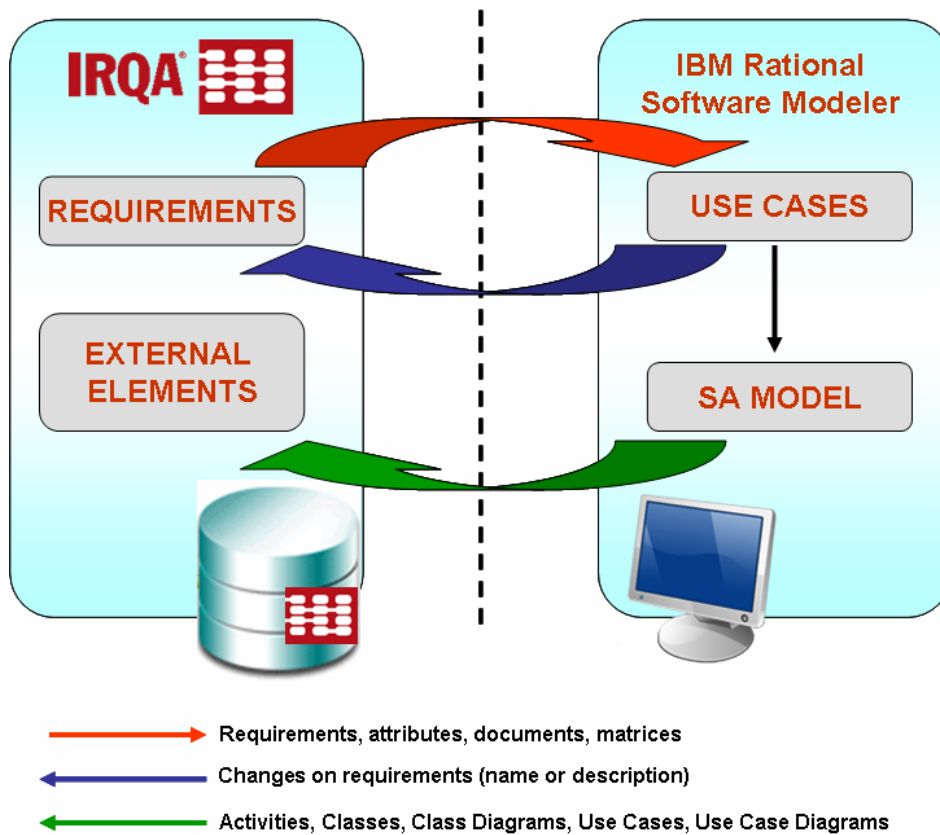 IRQA®
IBM Rational
Software Modeler
REQUIREMENTS
USE CASES
EXTERNAL
ELEMENTS
SA MODEL
Requirements, attributes, documents, matrices
Changes on requirements (name or description)
Activities, Classes, Class Diagrams, Use Cases, Use Case Diagrams